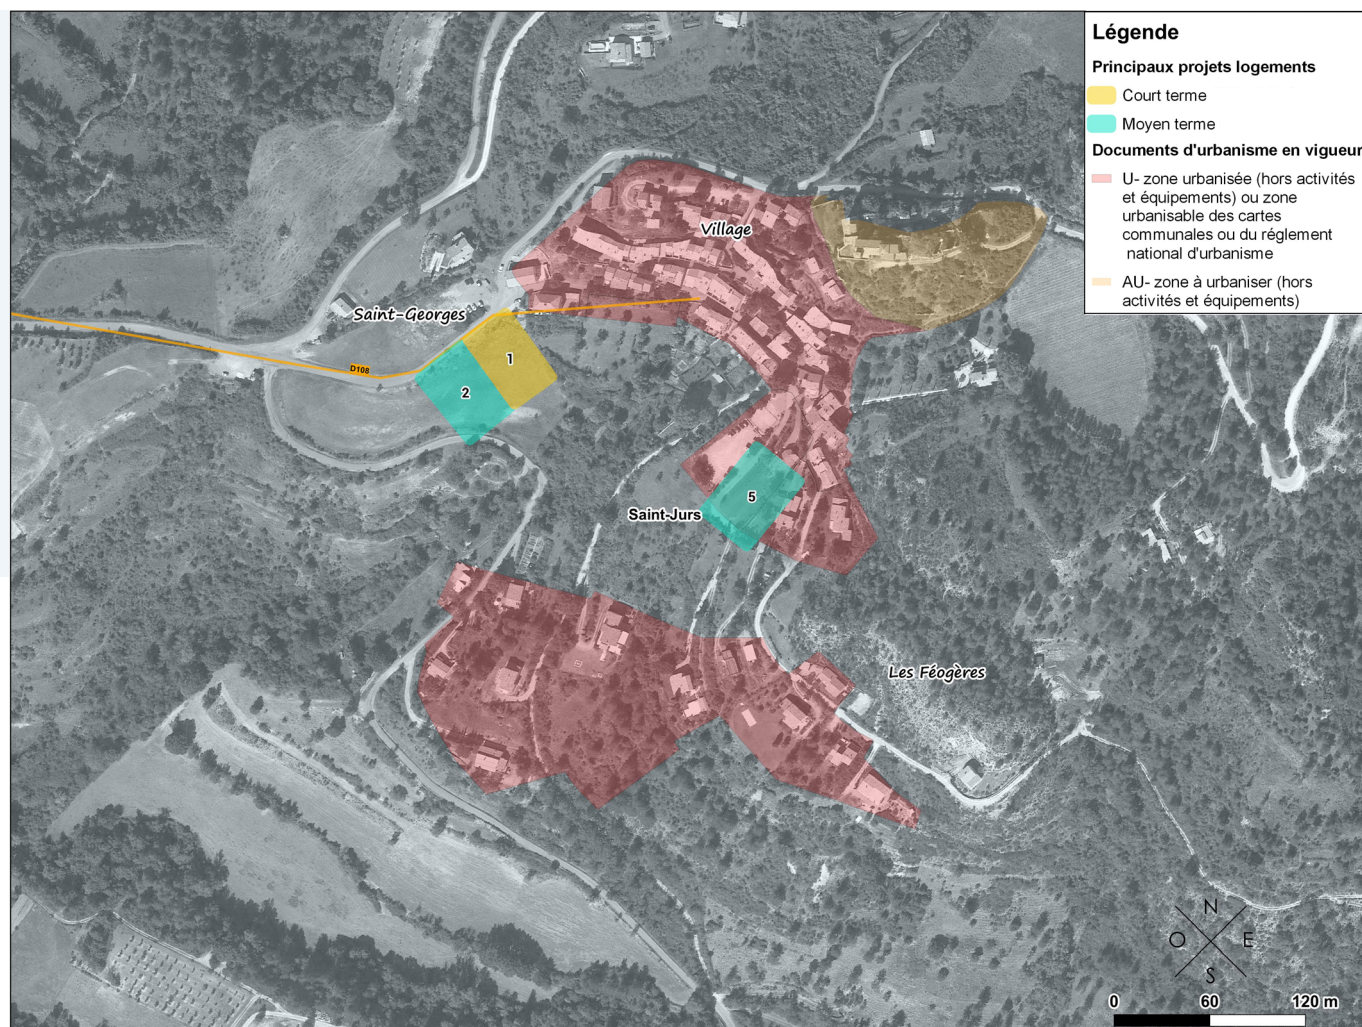 Légende
Principaux projets logements
Court terme
Moyen terme
Documents d'urbanisme en vigueur
U- zone urbanisée (hors activités
et équipements) ou zone
urbanisable des cartes
communales ou du réglement
national d'urbanisme
AU- zone à urbaniser (hors
activités et équipements)
Village
Saint-Georges
D108
1
2
5
Saint-Jurs
Les Féogères
N
O
E
S
0 60 120 m